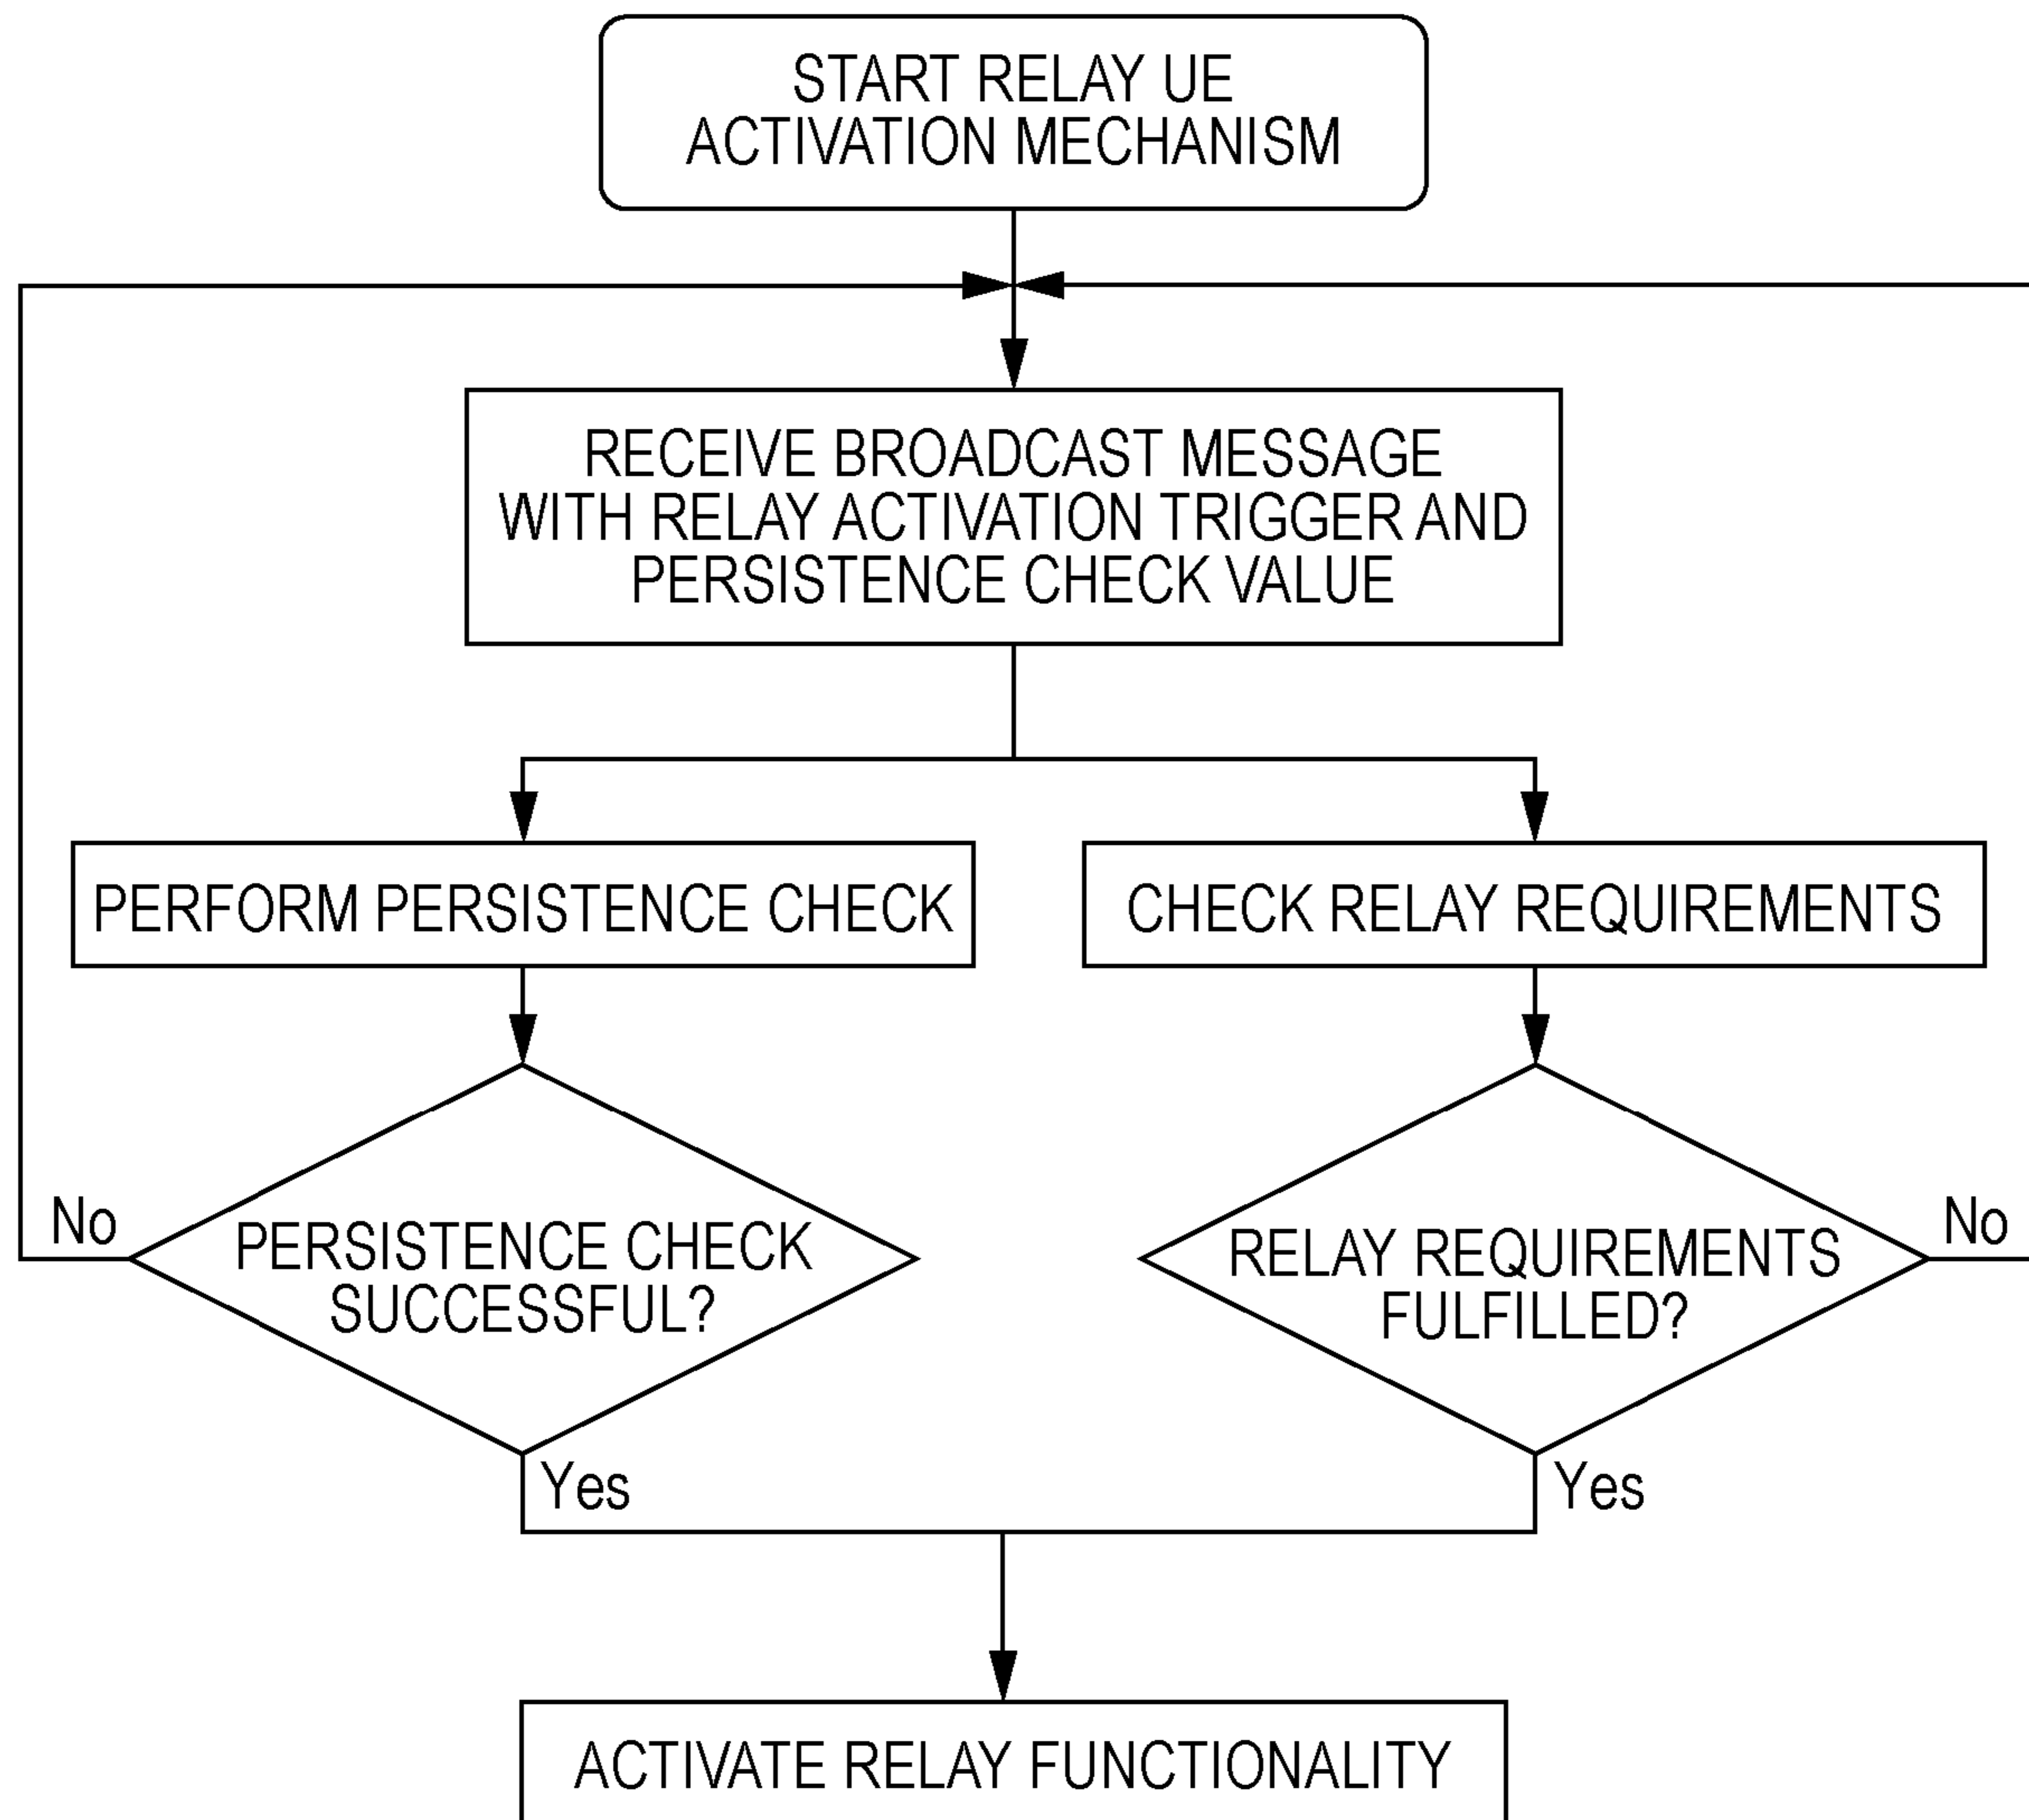 START RELAY UE
ACTIVATION MECHANISM
RECEIVE BROADCAST MESSAGE
WITH RELAY ACTIVATION TRIGGER AND
PERSISTENCE CHECK VALUE
PERFORM PERSISTENCE CHECK
CHECK RELAY REQUIREMENTS
No
PERSISTENCE CHECK
SUCCESSFUL?
RELAY REQUIREMENTS
FULFILLED?
No
Yes
Yes
ACTIVATE RELAY FUNCTIONALITY